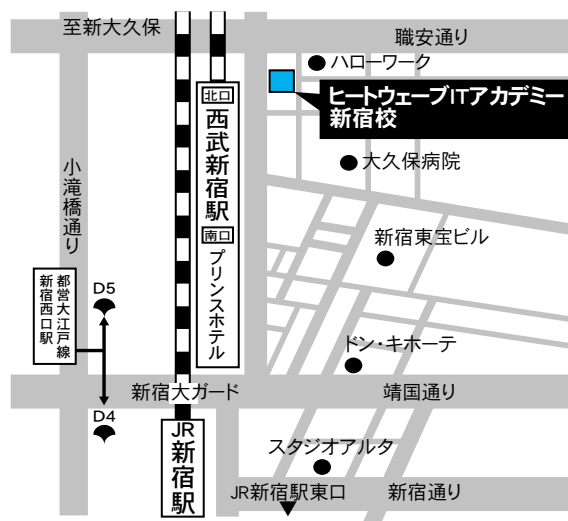 至新大久保
職安通り
ハローワーク
ヒートウェーブITアカデミー
新宿校
北口
西武新宿駅
南口
プリンスホテル
大久保病院
小滝橋通り
新宿東宝ビル
都営大江戸線
新宿西口駅
D5
ドン・キホーテ
新宿大ガード
靖国通り
D4
JR新宿駅
スタジオアルタ
JR新宿駅東口
新宿通り